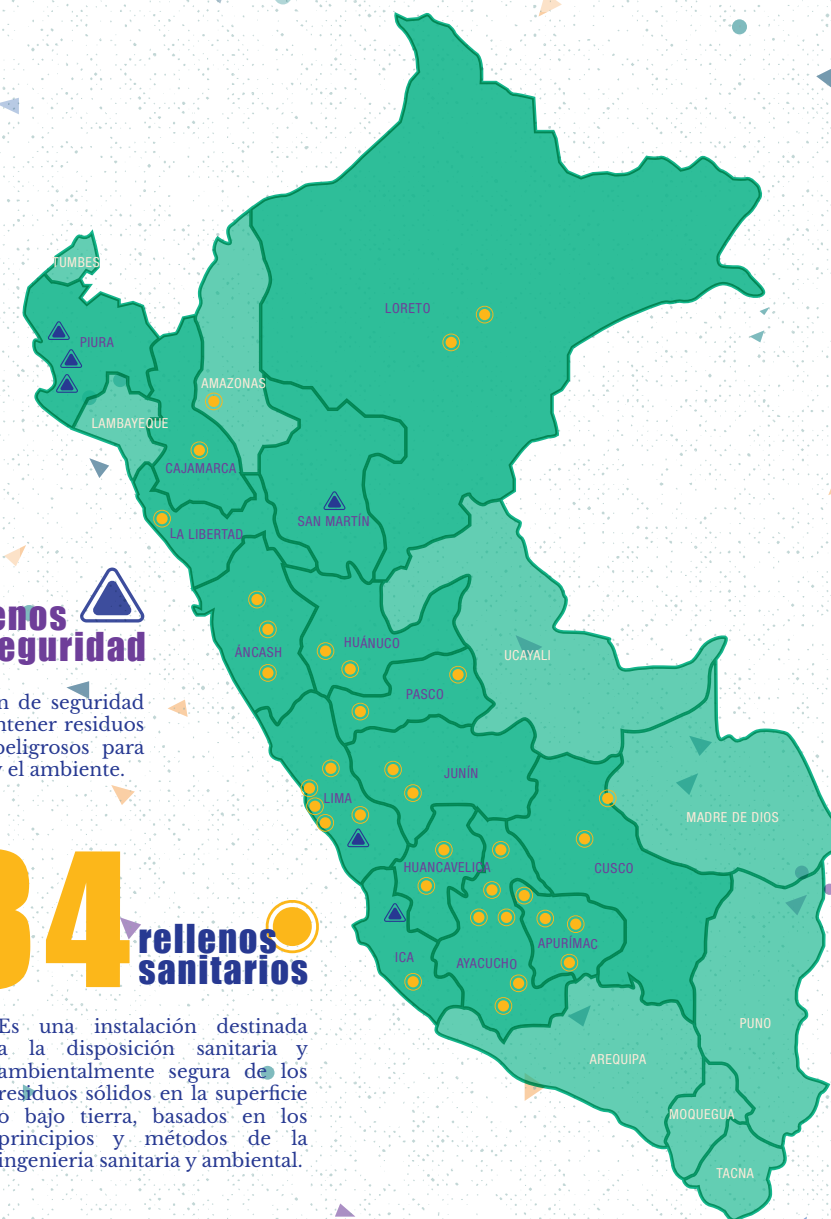 TUMBES
PIURA
LAMBAYEQUE
AMAZONAS
CAJAMARCA
LORETO
SAN MARTÍN
LA LIBERTAD
ÁNCASH
HUÁNUCO
PASCO
UCAYALI
LIMA
JUNÍN
MADRE DE DIOS
HUANCAVELICA
CUSCO
ICA
AYACUCHO
APURÍMAC
PUNO
AREQUIPA
MOQUEGUA
TACNA
enos
eguridad
n de seguridad
ntener residuos
peligrosos para
y el ambiente.
34
rellenos
sanitarios
Es una instalación destinada
a la disposición sanitaria y
ambientalmente segura de los
residuos sólidos en la superficie
o bajo tierra, basados en los
principios y métodos de la
ingenieria sanitaria y ambiental.